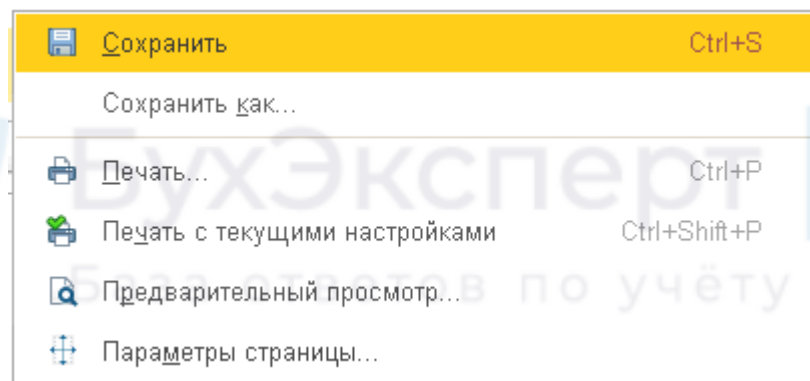 Сохранить Ctrl+S
Сохранить как...
БухЭксперт
Печать... Ctrl+P
Печать с текущими настройками Ctrl+Shift+P
База ответов по учёту
Предварительный просмотр...
Параметры страницы...